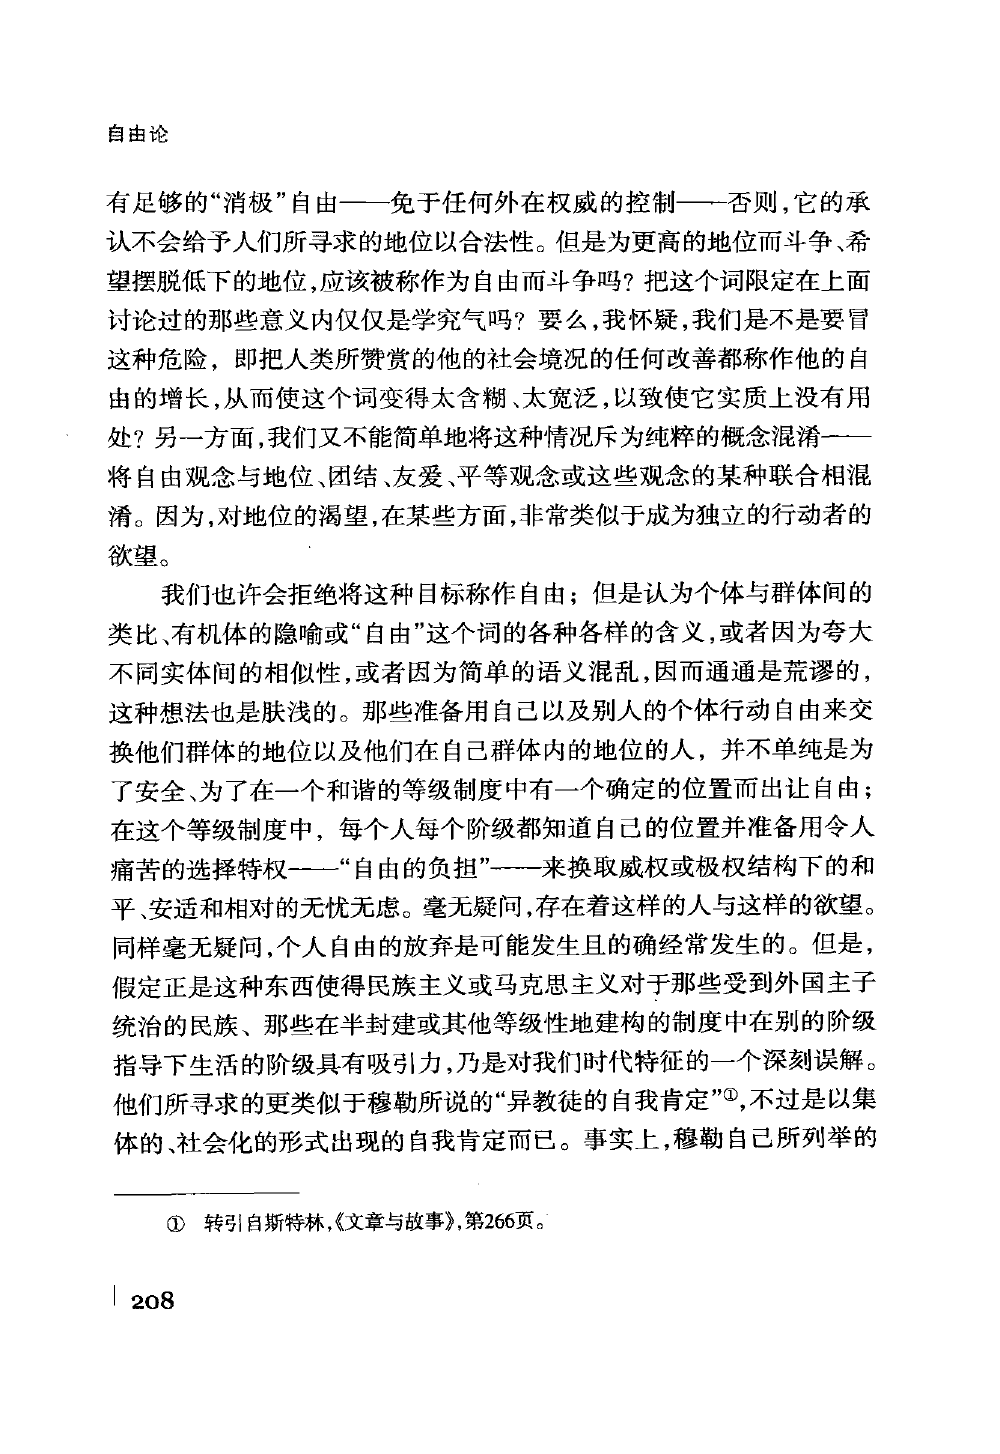 自由论
有足够的“消极”自由——免于任何外在权威的控制——否则,它的承
认不会给予人们所寻求的地位以合法性。但是为更高的地位而斗争、希
望摆脱低下的地位,应该被称作为自由而斗争吗？把这个词限定在上面
讨论过的那些意义内仅仅是学究气吗？要么,我怀疑,我们是不是要冒
这种危险，即把人类所赞赏的他的社会境况的任何改善都称作他的自
由的增长,从而使这个词变得太含糊、太宽泛,以致使它实质上没有用
处？另一方面,我们又不能简单地将这种情况斥为纯粹的概念混淆——
将自由观念与地位、团结、友爱、平等观念或这些观念的某种联合相混
淆。因为,对地位的渴望,在某些方面,非常类似于成为独立的行动者的
欲望。
我们也许会拒绝将这种目标称作自由；但是认为个体与群体间的
类比、有机体的隐喻或“自由”这个词的各种各样的含义,或者因为夸大
不同实体间的相似性,或者因为简单的语义混乱,因而通通是荒谬的,
这种想法也是肤浅的。那些准备用自己以及别人的个体行动自由来交
换他们群体的地位以及他们在自己群体内的地位的人，并不单纯是为
了安全、为了在一个和谐的等级制度中有一个确定的位置而出让自由；
在这个等级制度中，每个人每个阶级都知道自己的位置并准备用令人
痛苦的选择特权——“自由的负担”——来换取威权或极权结构下的和
平、安适和相对的无忧无虑。毫无疑问,存在着这样的人与这样的欲望。
同样毫无疑问,个人自由的放弃是可能发生且的确经常发生的。但是,
假定正是这种东西使得民族主义或马克思主义对于那些受到外国主子
统治的民族、那些在半封建或其他等级性地建构的制度中在别的阶级
指导下生活的阶级具有吸引力,乃是对我们时代特征的一个深刻误解。
他们所寻求的更类似于穆勒所说的“异教徒的自我肯定”①,不过是以集
体的、社会化的形式出现的自我肯定而已。事实上,穆勒自己所列举的
① 转引自斯特林,《文章与故事》,第266页。
208